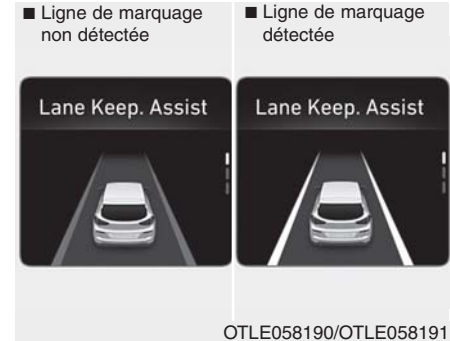 ■ Ligne de marquage
non détectée
■ Ligne de marquage
détectée
Lane Keep. Assist
Lane Keep. Assist
OTLE058190/OTLE058191